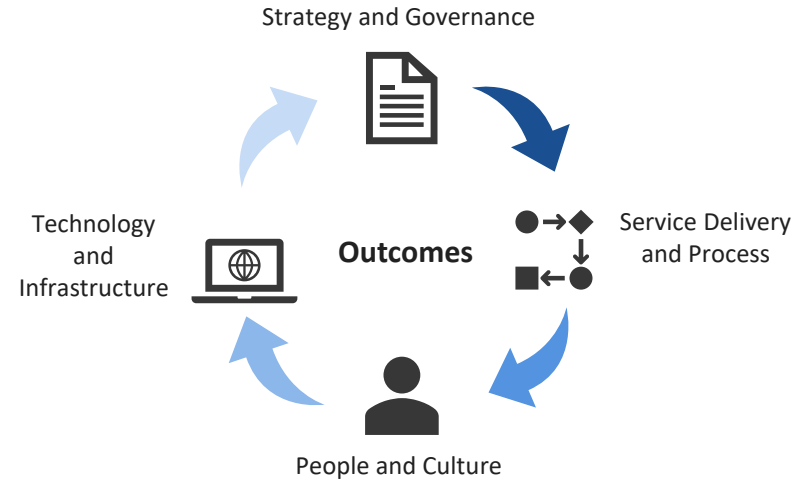 Strategy and Governance
Technology
and
Infrastructure
Outcomes
Service Delivery
and Process
People and Culture